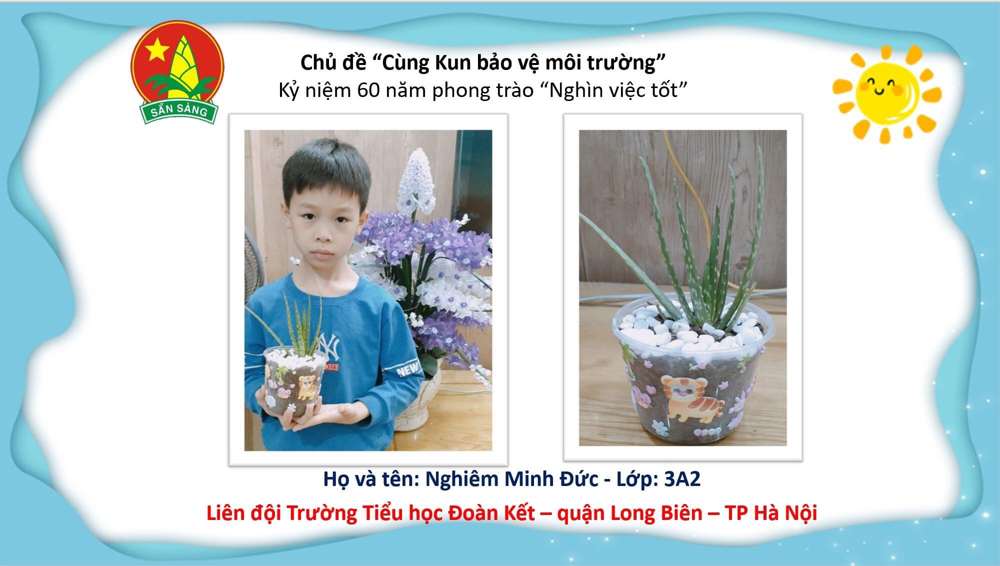 SẴN SÀNG
Chủ đề “Cùng Kun bảo vệ môi trường”
Kỷ niệm 60 năm phong trào “Nghìn việc tốt”
NY
KEES
NEW
Họ và tên: Nghiêm Minh Đức - Lớp: 3A2
Liên đội Trường Tiểu học Đoàn Kết – quận Long Biên – TP Hà Nội